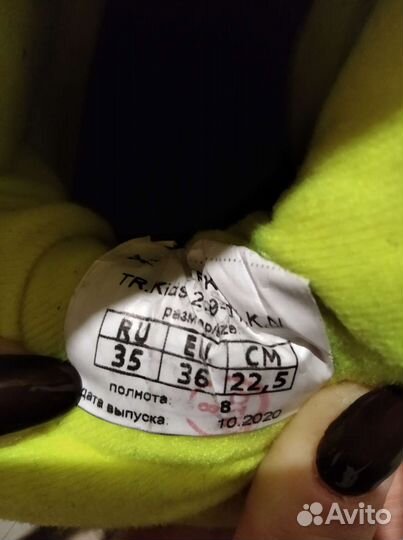 TR.Kids 2.0
размер/size
RU EU CM
35 36 22,5
полнота: 8
Дата выпуска: 10.2020
Avito